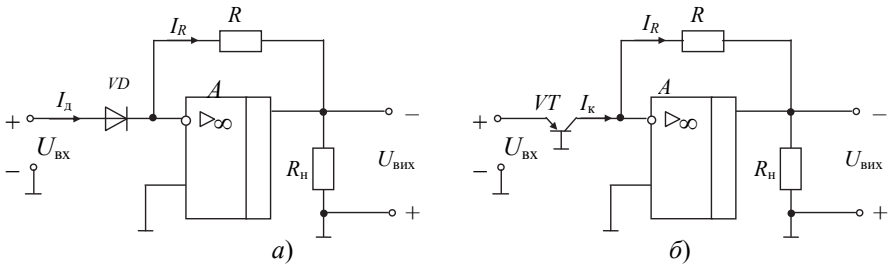 R
I_R
VD
A
I_д
▷∞
+
−
U_вх
−
R_н
U_вих
+
а)
R
I_R
A
VT
I_к
▷∞
+
−
U_вх
−
R_н
U_вих
+
б)